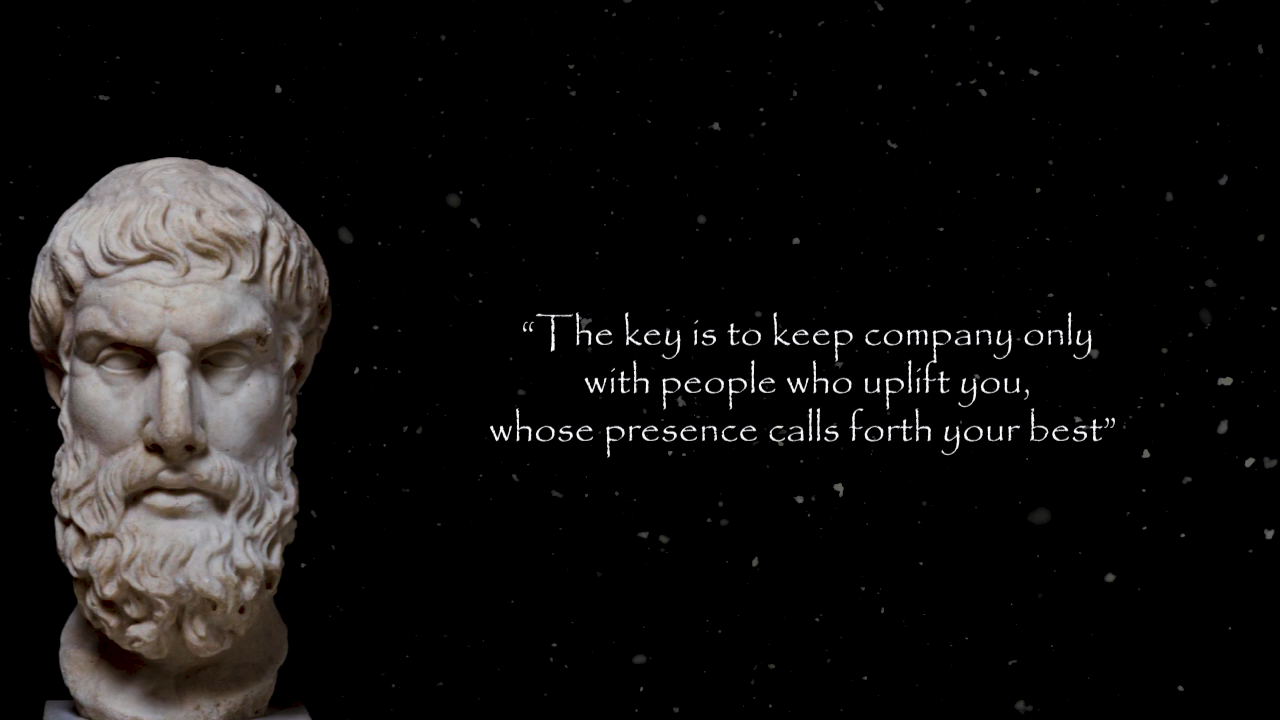 “The key is to keep company only
with people who uplift you,
whose presence calls forth your best”